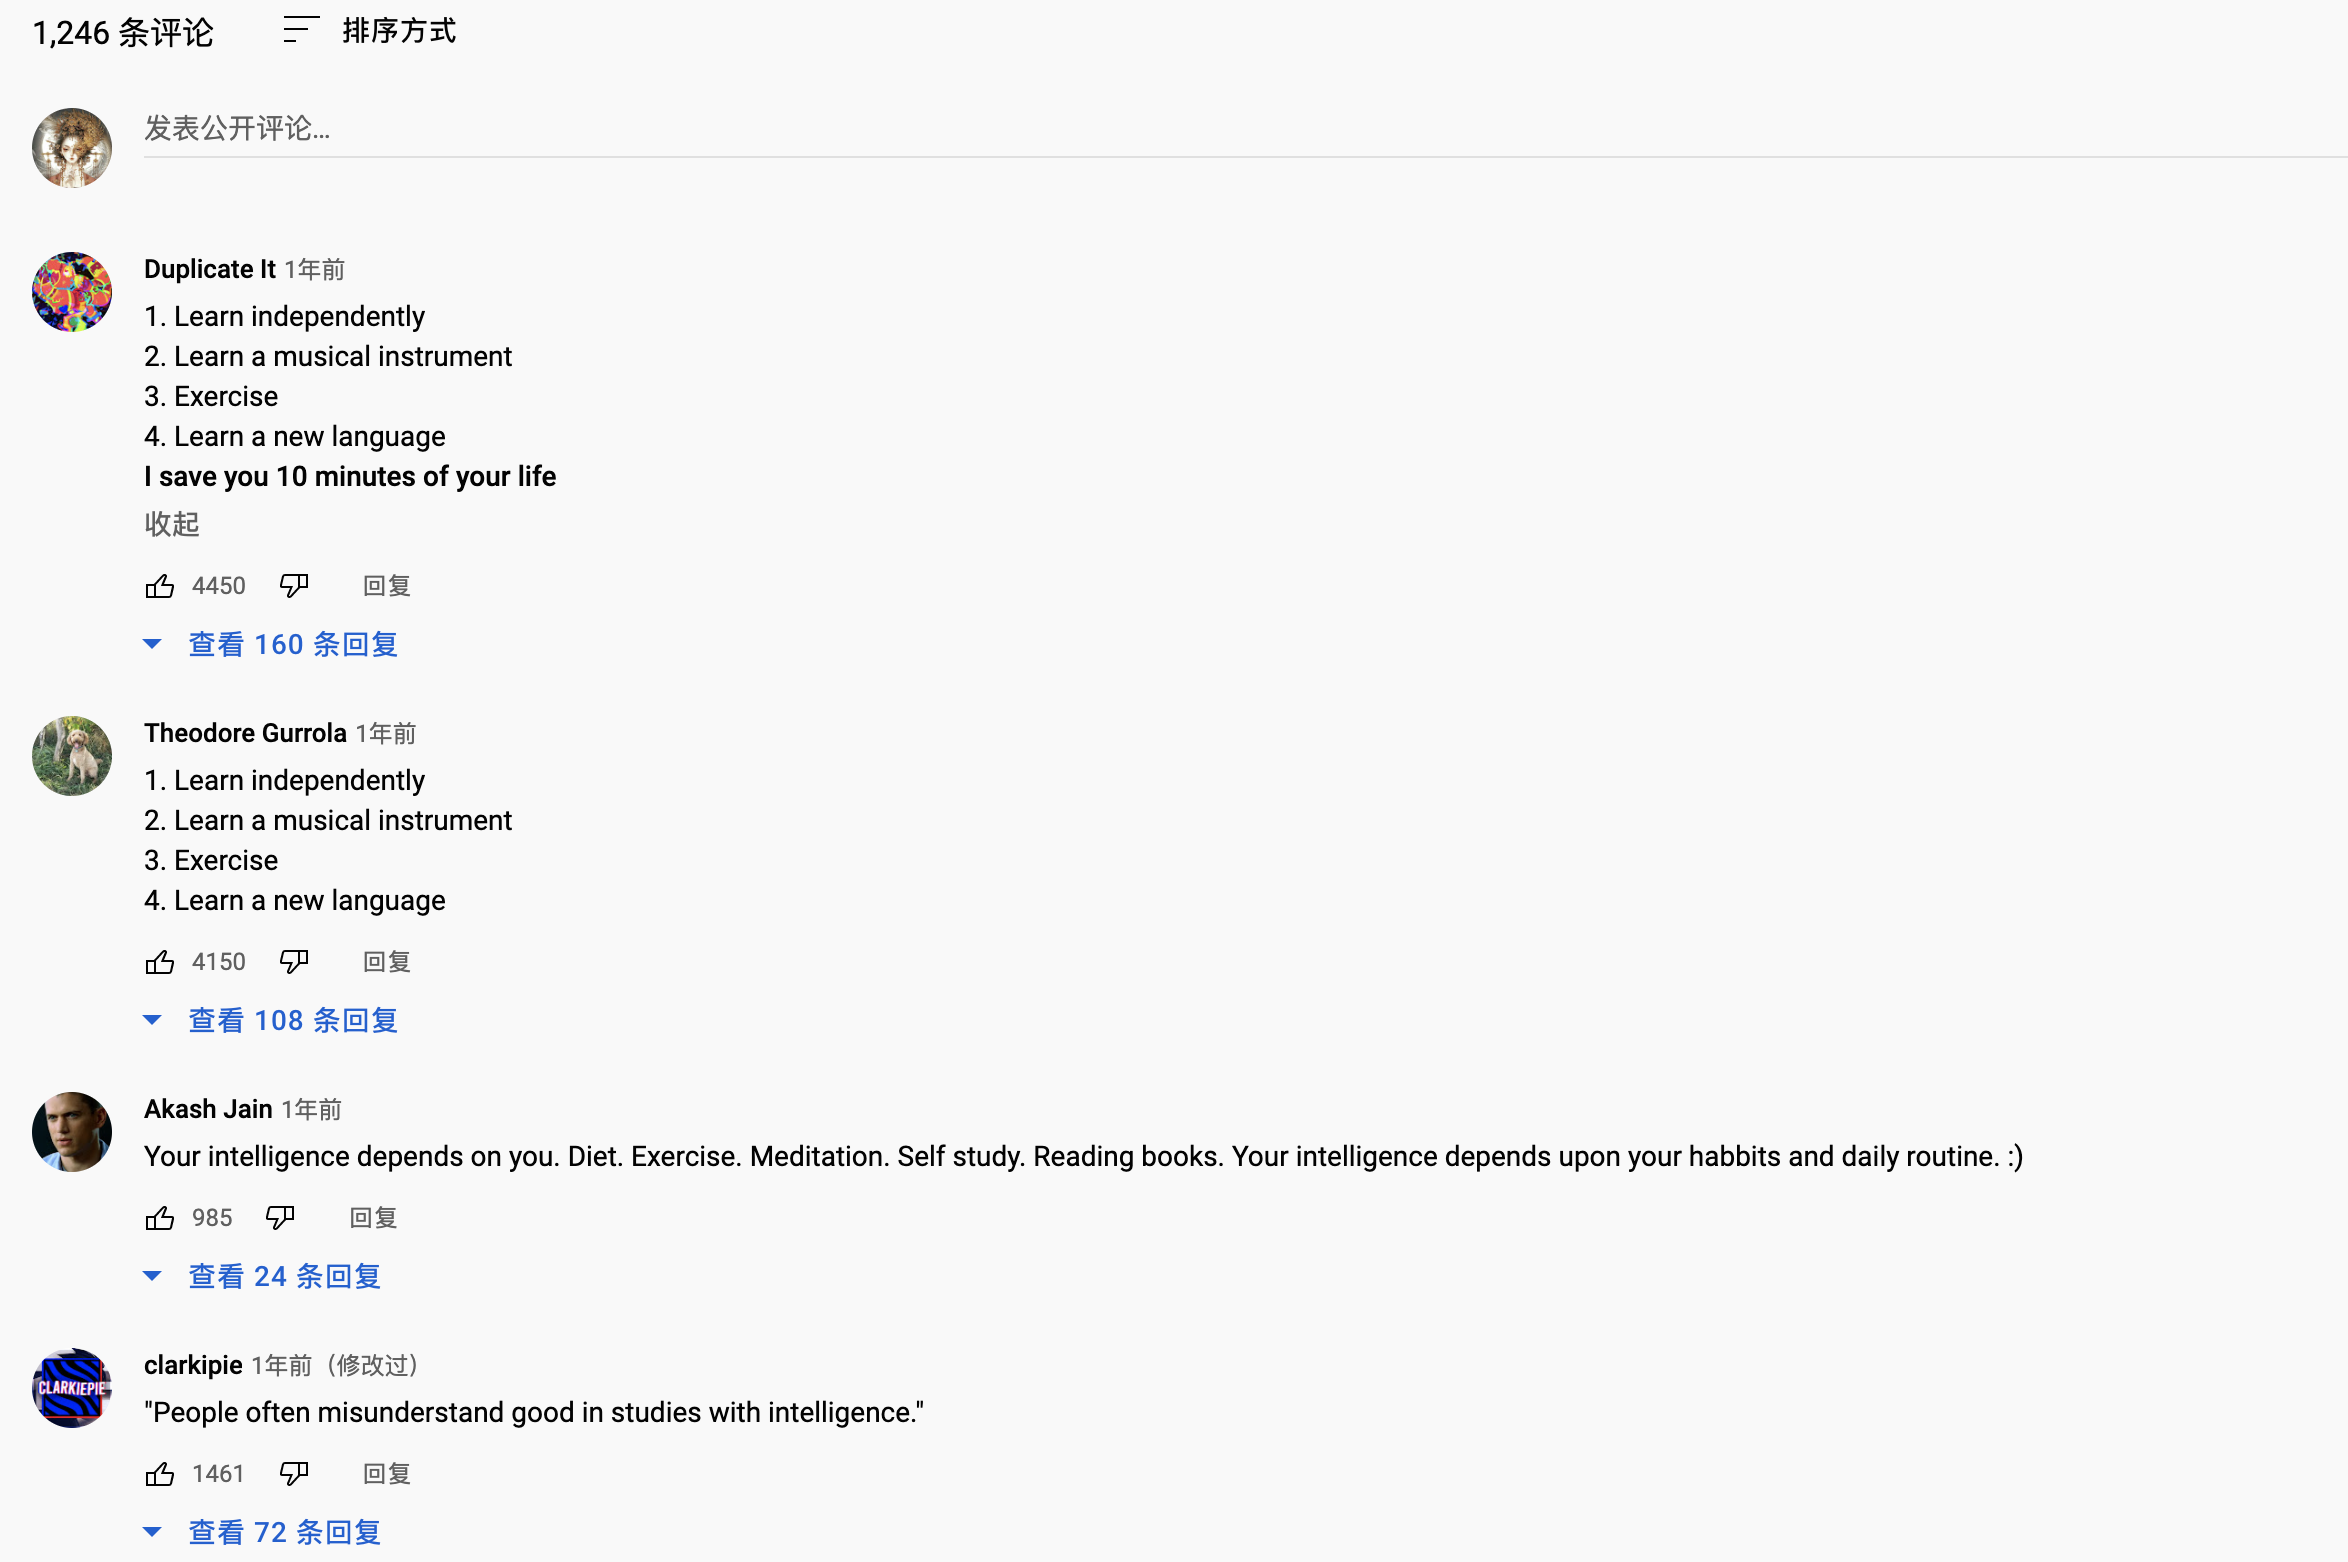 1,246 条评论 排序方式
发表公开评论...
Duplicate It 1年前
1. Learn independently
2. Learn a musical instrument
3. Exercise
4. Learn a new language
I save you 10 minutes of your life
收起
4450 回复
查看 160 条回复
Theodore Gurrola 1年前
1. Learn independently
2. Learn a musical instrument
3. Exercise
4. Learn a new language
4150 回复
查看 108 条回复
Akash Jain 1年前
Your intelligence depends on you. Diet. Exercise. Meditation. Self study. Reading books. Your intelligence depends upon your habbits and daily routine. :)
985 回复
查看 24 条回复
clarkipie 1年前（修改过）
CLARKIEPIE
"People often misunderstand good in studies with intelligence."
1461 回复
查看 72 条回复